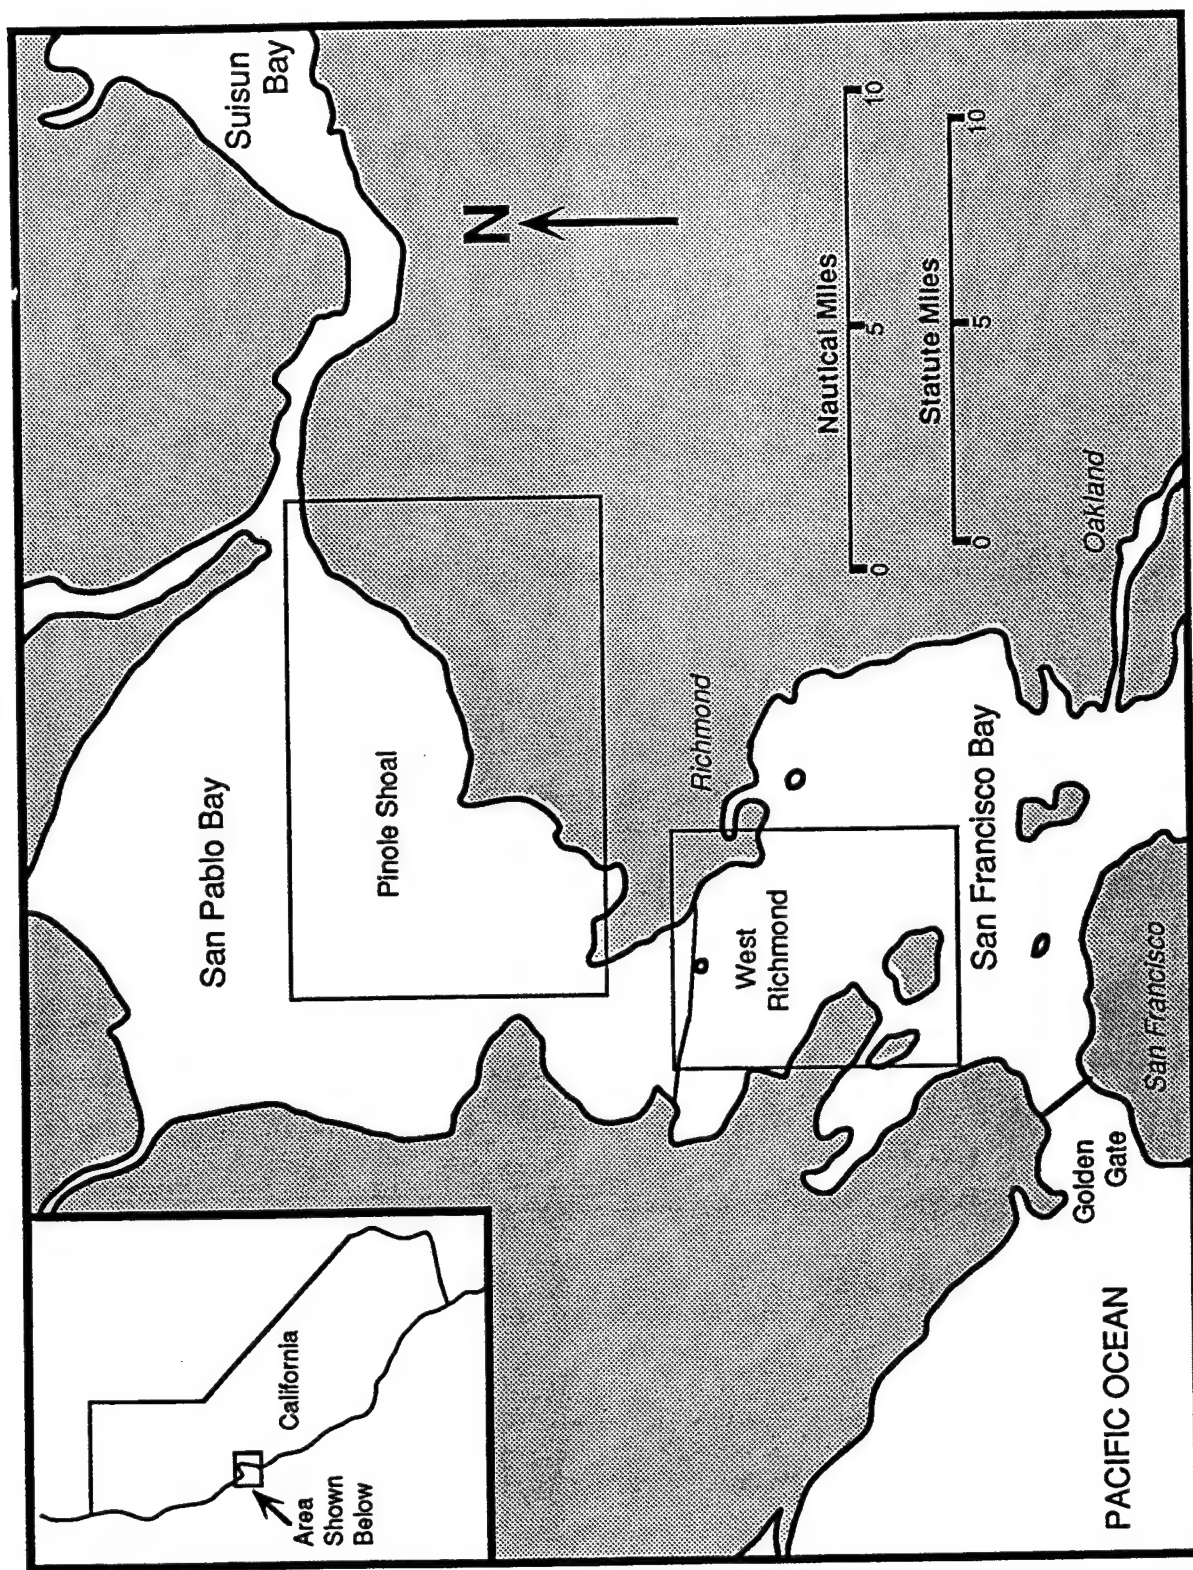 Suisun
Bay
San Pablo Bay
Pinole Shoal
N
Richmond
West
Richmond
San Francisco Bay
Nautical Miles
0
5
10
Statute Miles
0
5
10
Oakland
San Francisco
Golden
Gate
PACIFIC OCEAN
California
Area
Shown
Below